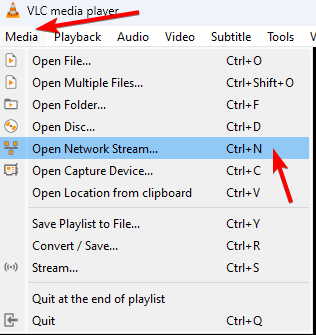 VLC media player
Media Playback Audio Video Subtitle Tools
Open File... Ctrl+O
Open Multiple Files... Ctrl+Shift+O
Open Folder... Ctrl+F
Open Disc... Ctrl+D
Open Network Stream... Ctrl+N
Open Capture Device... Ctrl+C
Open Location from clipboard Ctrl+V
Save Playlist to File... Ctrl+Y
Convert / Save... Ctrl+R
Stream... Ctrl+S
Quit at the end of playlist
Quit Ctrl+Q